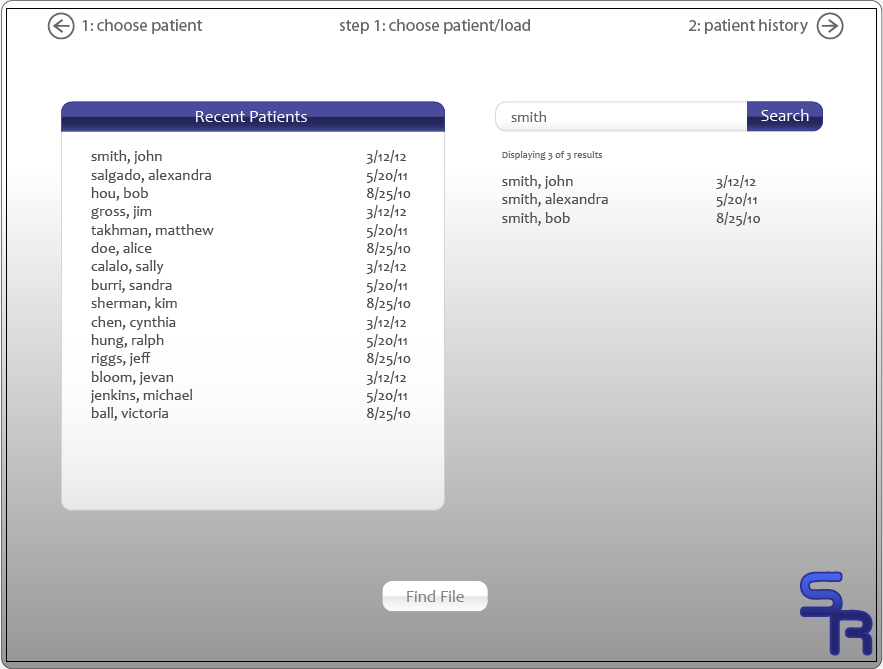 1: choose patient
step 1: choose patient/load
2: patient history
Recent Patients
smith, john 3/12/12
salgado, alexandra 5/20/11
hou, bob 8/25/10
gross, jim 3/12/12
takhman, matthew 5/20/11
doe, alice 8/25/10
calalo, sally 3/12/12
burri, sandra 5/20/11
sherman, kim 8/25/10
chen, cynthia 3/12/12
hung, ralph 5/20/11
riggs, jeff 8/25/10
bloom, jevan 3/12/12
jenkins, michael 5/20/11
ball, victoria 8/25/10
smith Search
Displaying 3 of 3 results
smith, john 3/12/12
smith, alexandra 5/20/11
smith, bob 8/25/10
Find File
SR